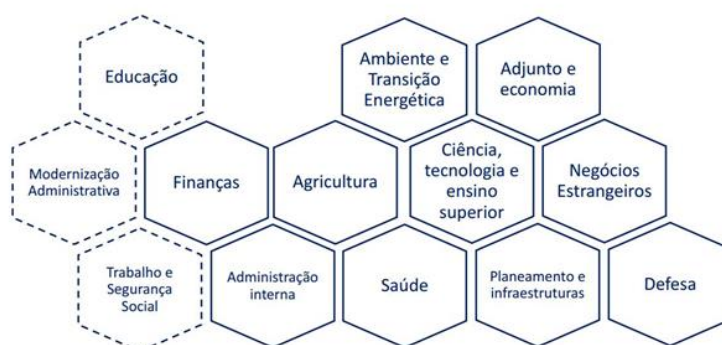 Educação
Ambiente e
Transição
Energética
Adjunto e
economia
Modernização
Administrativa
Finanças
Agricultura
Ciência,
tecnologia e
ensino
superior
Negócios
Estrangeiros
Trabalho e
Segurança
Social
Administração
interna
Saúde
Planeamento e
infraestruturas
Defesa